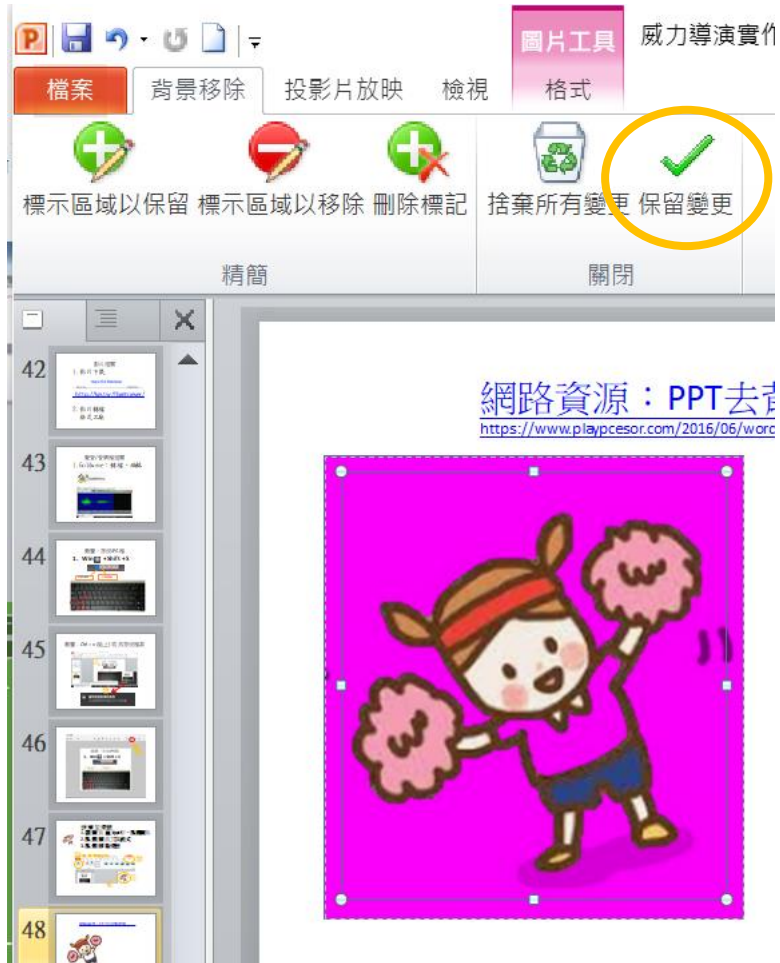 圖片工具 威力導演實作
檔案 背景移除 投影片放映 檢視 格式
標示區域以保留 標示區域以移除 刪除標記 捨棄所有變更 保留變更
精簡 關閉
42
43
44
45
46
47
48
網路資源：PPT去背
https://www.playpcesor.com/2016/06/word